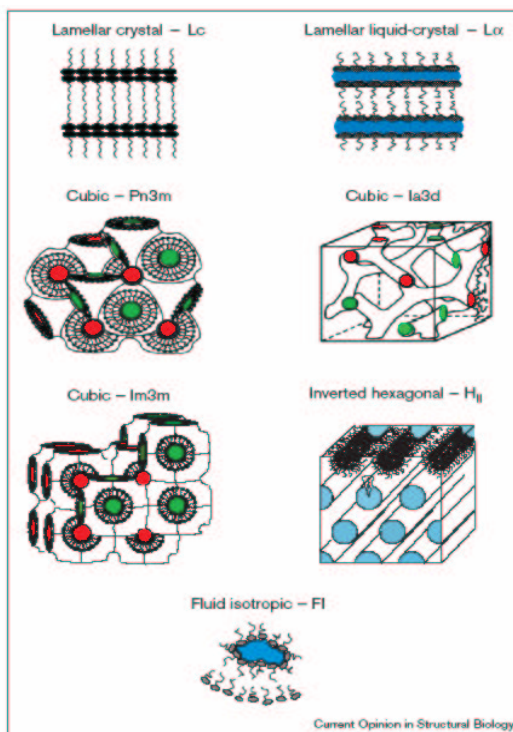 Lamellar crystal – Lc
Lamellar liquid-crystal – Lα
Cubic – Pn3m
Cubic – Ia3d
Cubic – Im3m
Inverted hexagonal – HII
Fluid isotropic – FI
Current Opinion in Structural Biology